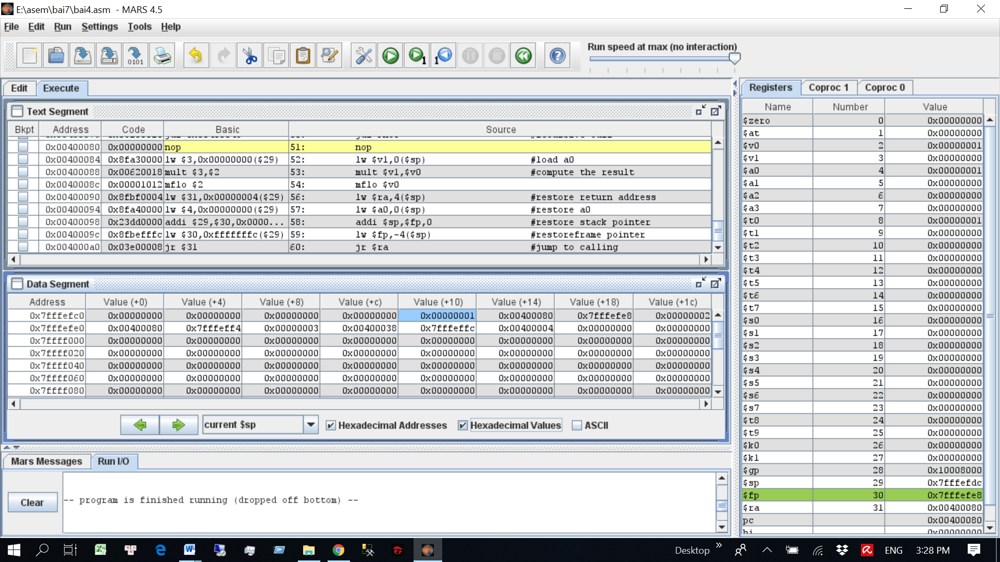 E:\asem\bai7\bai4.asm - MARS 4.5
File Edit Run Settings Tools Help
0101 1 1
Run speed at max (no interaction)
Edit Execute
Text Segment
Bkpt Address Code Basic Source
0x00400080 0x00000000 nop 51: nop
0x00400084 0x8fa30000 lw $3,0x00000000($29) 52: lw $v1,0($sp) #load a0
0x00400088 0x00620018 mult $3,$2 53: mult $v1,$v0 #compute the result
0x0040008c 0x00001012 mflo $2 54: mflo $v0
0x00400090 0x8fbf0004 lw $31,0x00000004($29) 56: lw $ra,4($sp) #restore return address
0x00400094 0x8fa40000 lw $4,0x00000000($29) 57: lw $a0,0($sp) #restore a0
0x00400098 0x23dd0000 addi $29,$30,0x0000... 58: addi $sp,$fp,0 #restore stack pointer
0x0040009c 0x8fbefffc lw $30,0xfffffffc($29) 59: lw $fp,-4($sp) #restoreframe pointer
0x004000a0 0x03e00008 jr $31 60: jr $ra #jump to calling
Data Segment
Address Value (+0) Value (+4) Value (+8) Value (+c) Value (+10) Value (+14) Value (+18) Value (+1c)
0x7fffefc0 0x00000000 0x00000000 0x00000000 0x00000000 0x00000001 0x00400080 0x7fffefe8 0x00000002
0x7fffefe0 0x00400080 0x7fffeff4 0x00000003 0x00400038 0x7fffeffc 0x00400004 0x00000000 0x00000000
0x7ffff000 0x00000000 0x00000000 0x00000000 0x00000000 0x00000000 0x00000000 0x00000000 0x00000000
0x7ffff020 0x00000000 0x00000000 0x00000000 0x00000000 0x00000000 0x00000000 0x00000000 0x00000000
0x7ffff040 0x00000000 0x00000000 0x00000000 0x00000000 0x00000000 0x00000000 0x00000000 0x00000000
0x7ffff060 0x00000000 0x00000000 0x00000000 0x00000000 0x00000000 0x00000000 0x00000000 0x00000000
0x7ffff080 0x00000000 0x00000000 0x00000000 0x00000000 0x00000000 0x00000000 0x00000000 0x00000000
current $sp Hexadecimal Addresses Hexadecimal Values ASCII
Mars Messages Run I/O
Clear
-- program is finished running (dropped off bottom) --
Registers Coproc 1 Coproc 0
Name Number Value
$zero 0 0x00000000
$at 1 0x00000000
$v0 2 0x00000001
$v1 3 0x00000000
$a0 4 0x00000001
$a1 5 0x00000000
$a2 6 0x00000000
$a3 7 0x00000000
$t0 8 0x00000001
$t1 9 0x00000000
$t2 10 0x00000000
$t3 11 0x00000000
$t4 12 0x00000000
$t5 13 0x00000000
$t6 14 0x00000000
$t7 15 0x00000000
$s0 16 0x00000000
$s1 17 0x00000000
$s2 18 0x00000000
$s3 19 0x00000000
$s4 20 0x00000000
$s5 21 0x00000000
$s6 22 0x00000000
$s7 23 0x00000000
$t8 24 0x00000000
$t9 25 0x00000000
$k0 26 0x00000000
$k1 27 0x00000000
$gp 28 0x10008000
$sp 29 0x7fffefdc
$fp 30 0x7fffefe8
$ra 31 0x00400080
pc 0x00400080
hi 0x00000000
Desktop ENG 3:28 PM